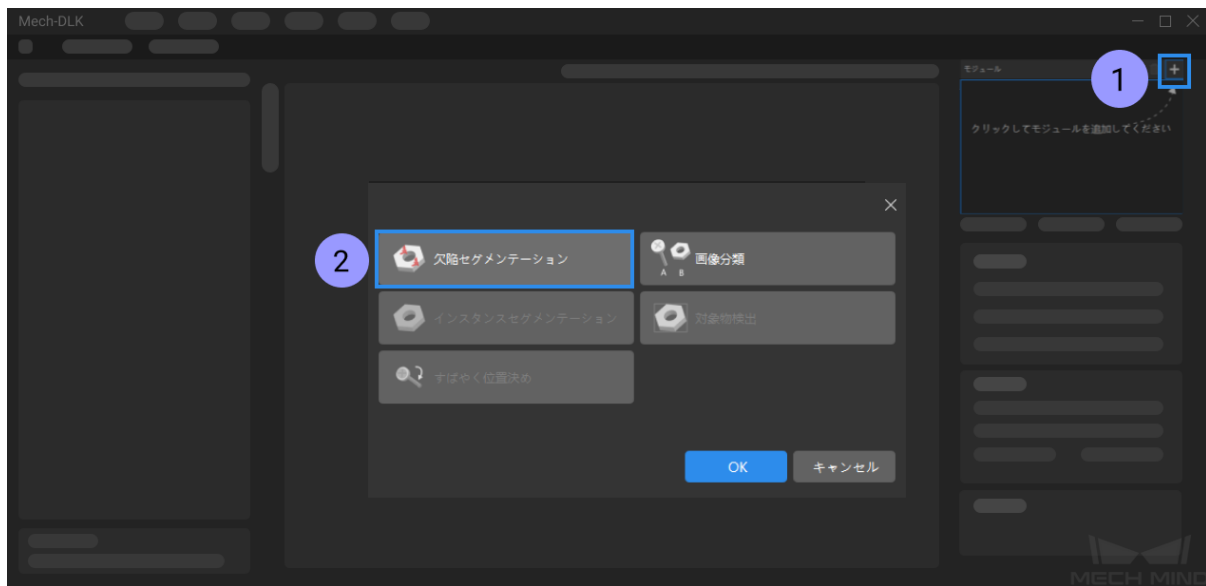 Mech-DLK
モジュール
1
クリックしてモジュールを追加してください
2
欠陥セグメンテーション
画像分類
A B
インスタンスセグメンテーション
対象物検出
すばやく位置決め
OK
キャンセル
MECH MIND